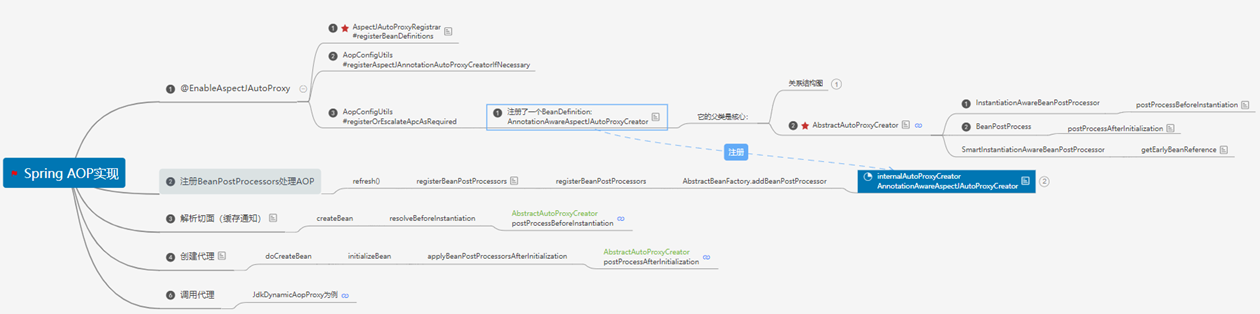 Spring AOP实现
1 @EnableAspectJAutoProxy
1 AspectJAutoProxyRegistrar
#registerBeanDefinitions
2 AopConfigUtils
#registerAspectJAnnotationAutoProxyCreatorIfNecessary
3 AopConfigUtils
#registerOrEscalateApcAsRequired
1 注册了一个BeanDefinition:
AnnotationAwareAspectJAutoProxyCreator
它的父类是核心:
关系结构图 1
2 AbstractAutoProxyCreator
1 InstantiationAwareBeanPostProcessor
postProcessBeforeInstantiation
2 BeanPostProcess
postProcessAfterInitialization
SmartInstantiationAwareBeanPostProcessor
getEarlyBeanReference
注册
2 注册BeanPostProcessors处理AOP
refresh()
registerBeanPostProcessors
registerBeanPostProcessors
AbstractBeanFactory.addBeanPostProcessor
internalAutoProxyCreator
AnnotationAwareAspectJAutoProxyCreator
2
3 解析切面（缓存通知）
createBean
resolveBeforeInstantiation
AbstractAutoProxyCreator
postProcessBeforeInstantiation
4 创建代理
doCreateBean
initializeBean
applyBeanPostProcessorsAfterInitialization
AbstractAutoProxyCreator
postProcessAfterInitialization
调用代理
JdkDynamicAopProxy为例